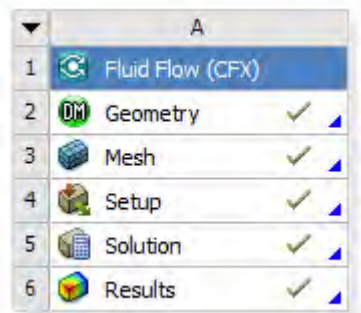 A
1 Fluid Flow (CFX)
2 DM Geometry
3 Mesh
4 Setup
5 Solution
6 Results